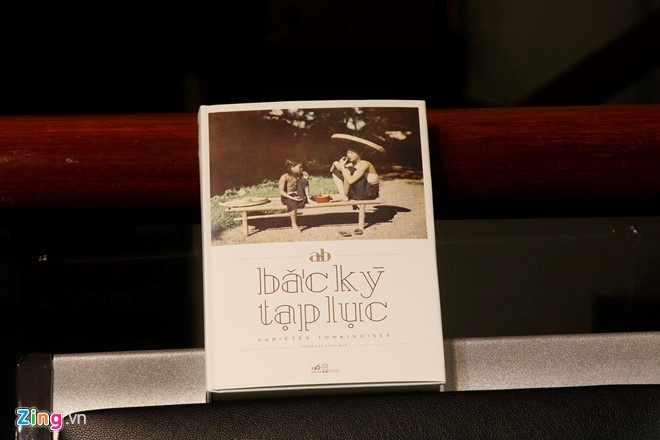 ab
bắc kỳ
tạp lục
VARIÉTÉS TONKINOISES
Zing.vn